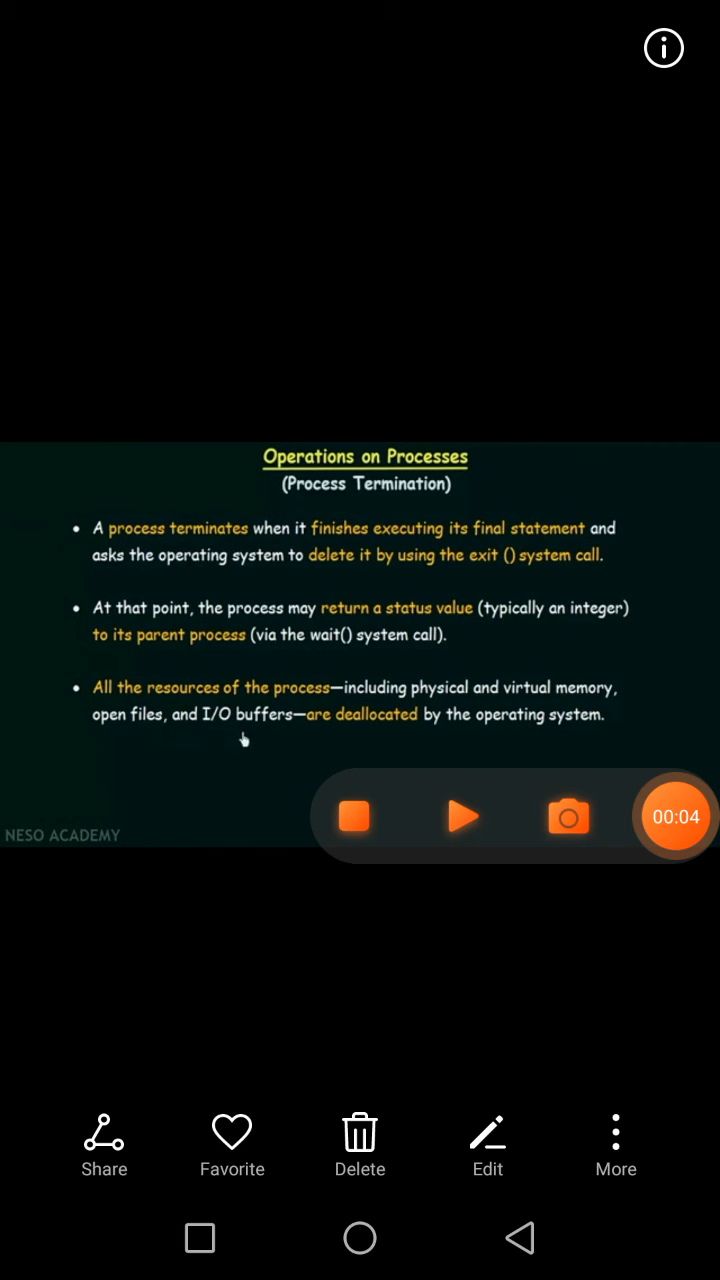 Operations on Processes
(Process Termination)
• A process terminates when it finishes executing its final statement and
asks the operating system to delete it by using the exit () system call.
• At that point, the process may return a status value (typically an integer)
to its parent process (via the wait() system call).
• All the resources of the process—including physical and virtual memory,
open files, and I/O buffers—are deallocated by the operating system.
00:04
NESO ACADEMY
Share Favorite Delete Edit More